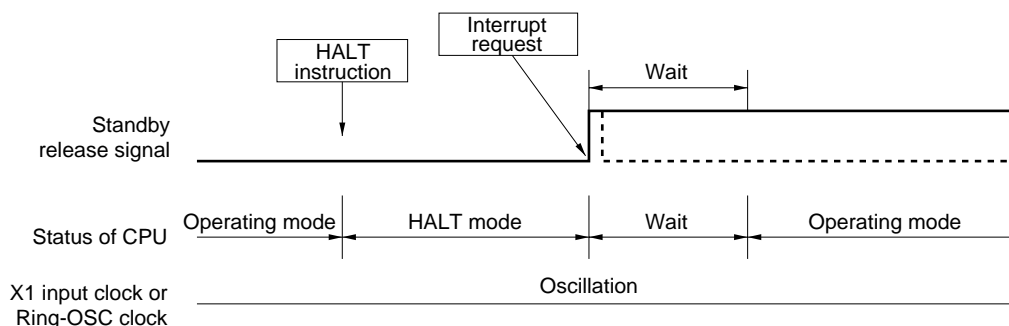 HALT
instruction
Interrupt
request
Wait
Standby
release signal
Operating mode
HALT mode
Wait
Operating mode
Status of CPU
Oscillation
X1 input clock or
Ring-OSC clock